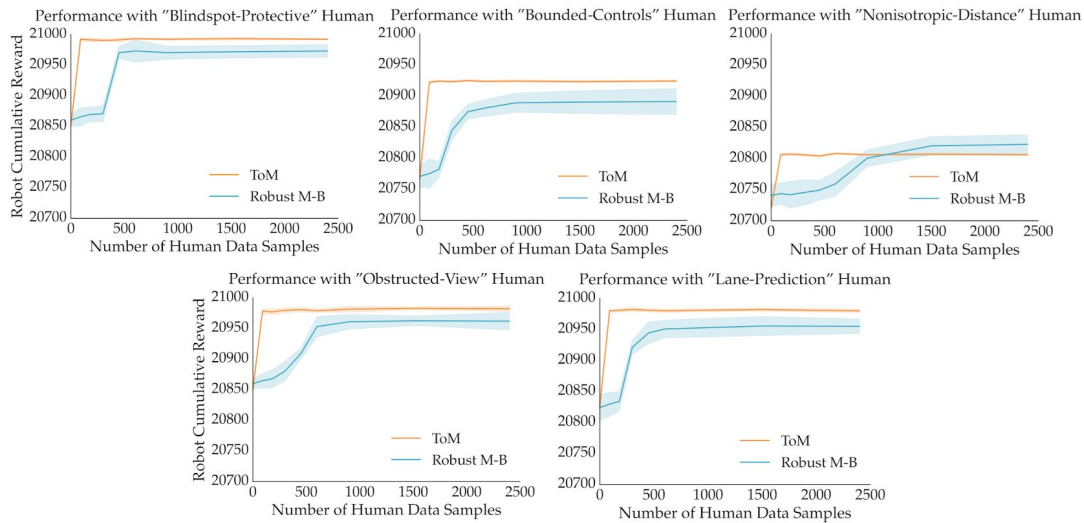 Performance with "Blindspot-Protective" Human
Robot Cumulative Reward
21000
20950
20900
20850
20800
20750
20700
ToM
Robust M-B
0 500 1000 1500 2000 2500
Number of Human Data Samples
Performance with "Bounded-Controls" Human
21000
20950
20900
20850
20800
20750
20700
ToM
Robust M-B
0 500 1000 1500 2000 2500
Number of Human Data Samples
Performance with "Nonisotropic-Distance" Human
21000
20950
20900
20850
20800
20750
20700
ToM
Robust M-B
0 500 1000 1500 2000 2500
Number of Human Data Samples
Performance with "Obstructed-View" Human
Robot Cumulative Reward
21000
20950
20900
20850
20800
20750
20700
ToM
Robust M-B
0 500 1000 1500 2000 2500
Number of Human Data Samples
Performance with "Lane-Prediction" Human
21000
20950
20900
20850
20800
20750
20700
ToM
Robust M-B
0 500 1000 1500 2000 2500
Number of Human Data Samples